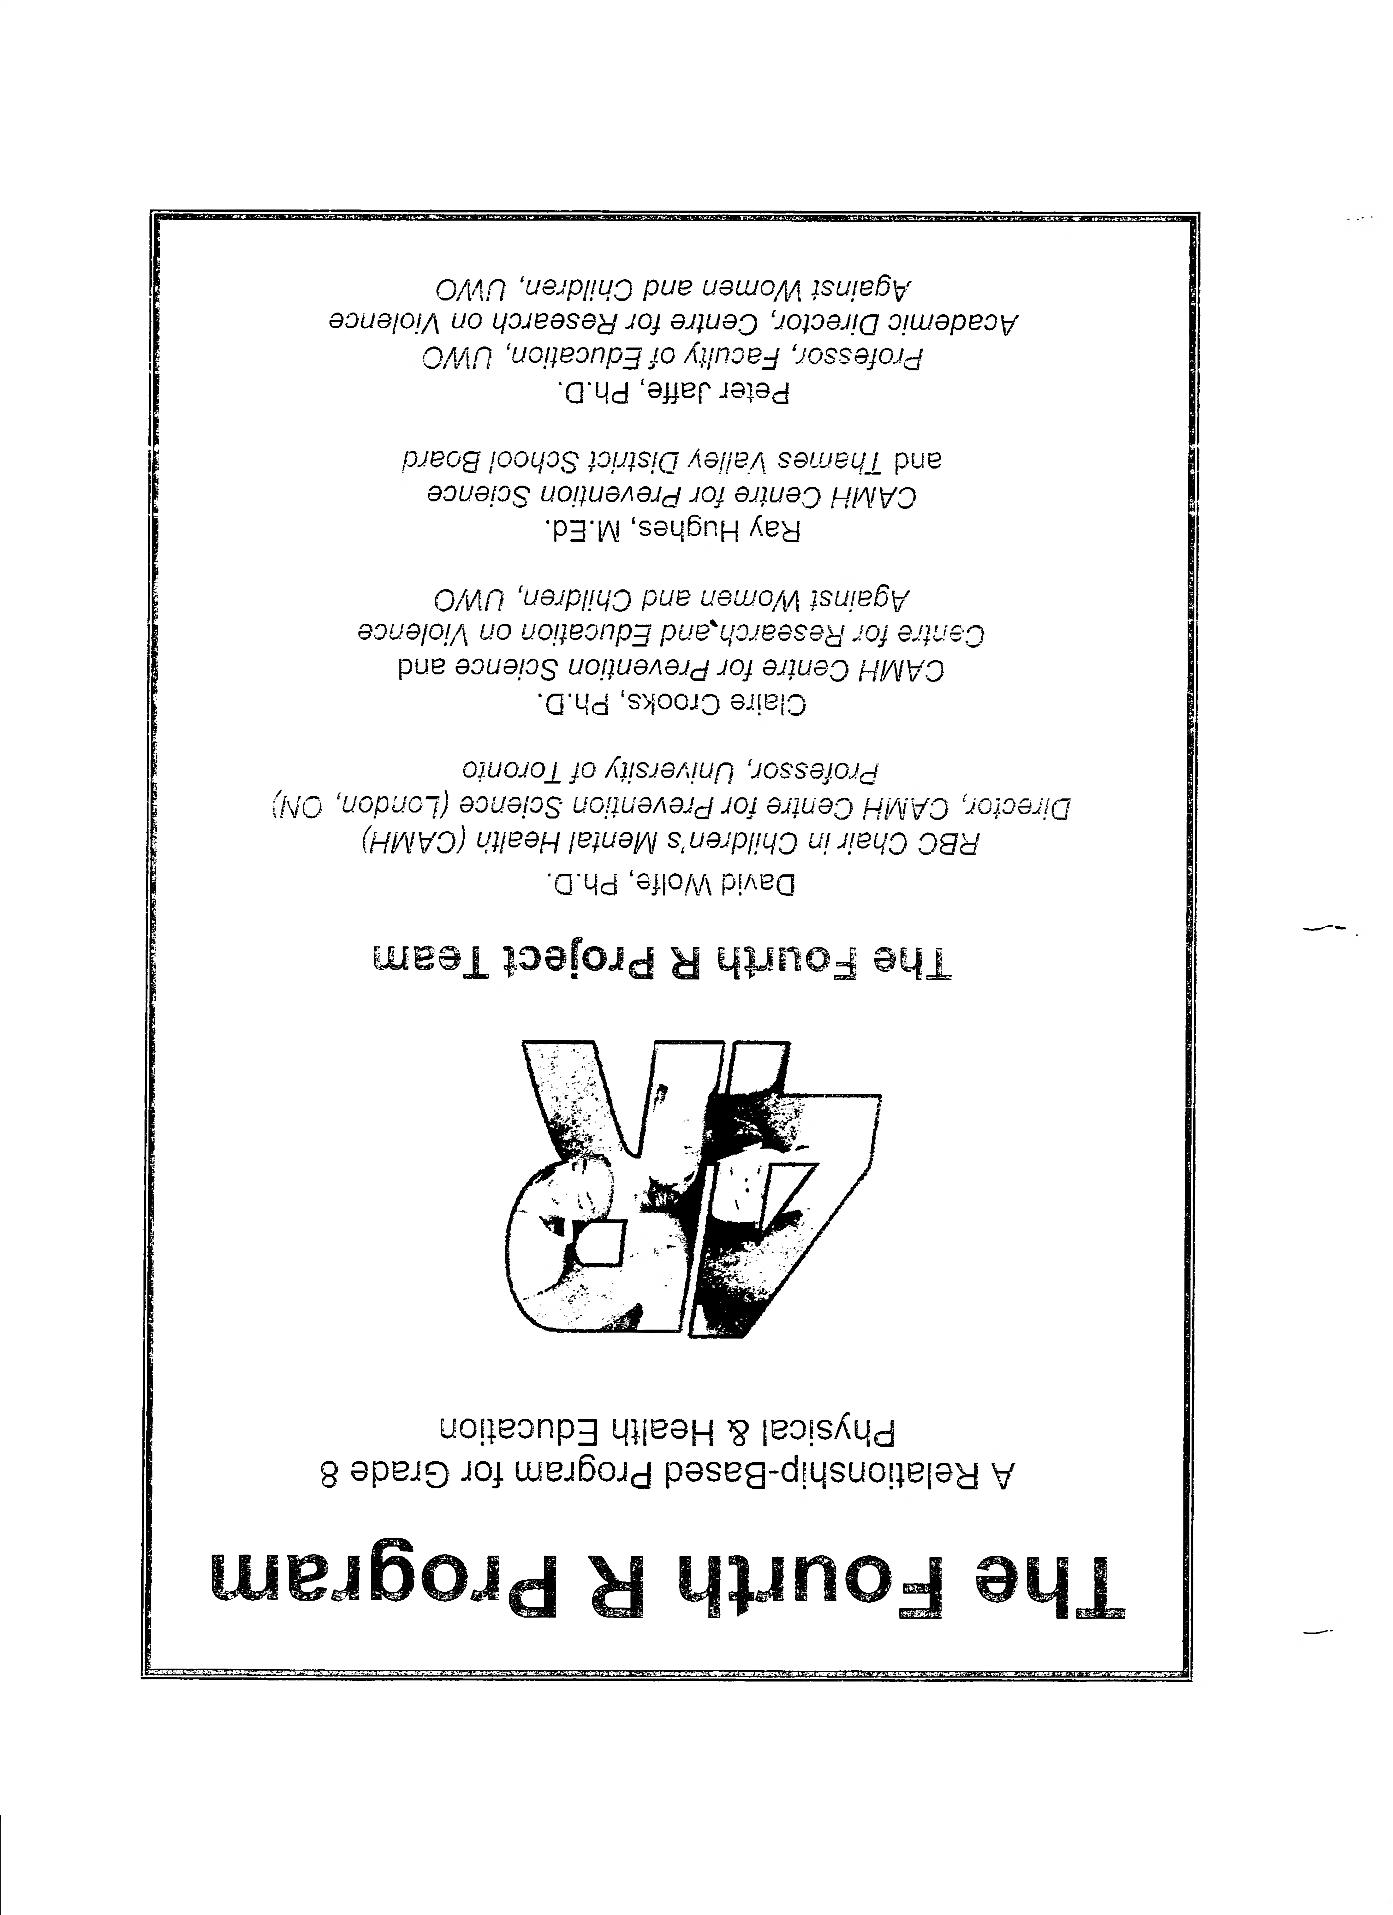 The Fourth R Program
A Relationship-Based Program for Grade 8
Physical & Health Education
4R
The Fourth R Project Team
David Wolfe, Ph.D.
RBC Chair in Children's Mental Health (CAMH)
Director, CAMH Centre for Prevention Science (London, ON)
Professor, University of Toronto
Claire Crooks, Ph.D.
CAMH Centre for Prevention Science and
Centre for Research and Education on Violence
Against Women and Children, UWO
Ray Hughes, M.Ed.
CAMH Centre for Prevention Science
and Thames Valley District School Board
Peter Jaffe, Ph.D.
Professor, Faculty of Education, UWO
Academic Director, Centre for Research on Violence
Against Women and Children, UWO